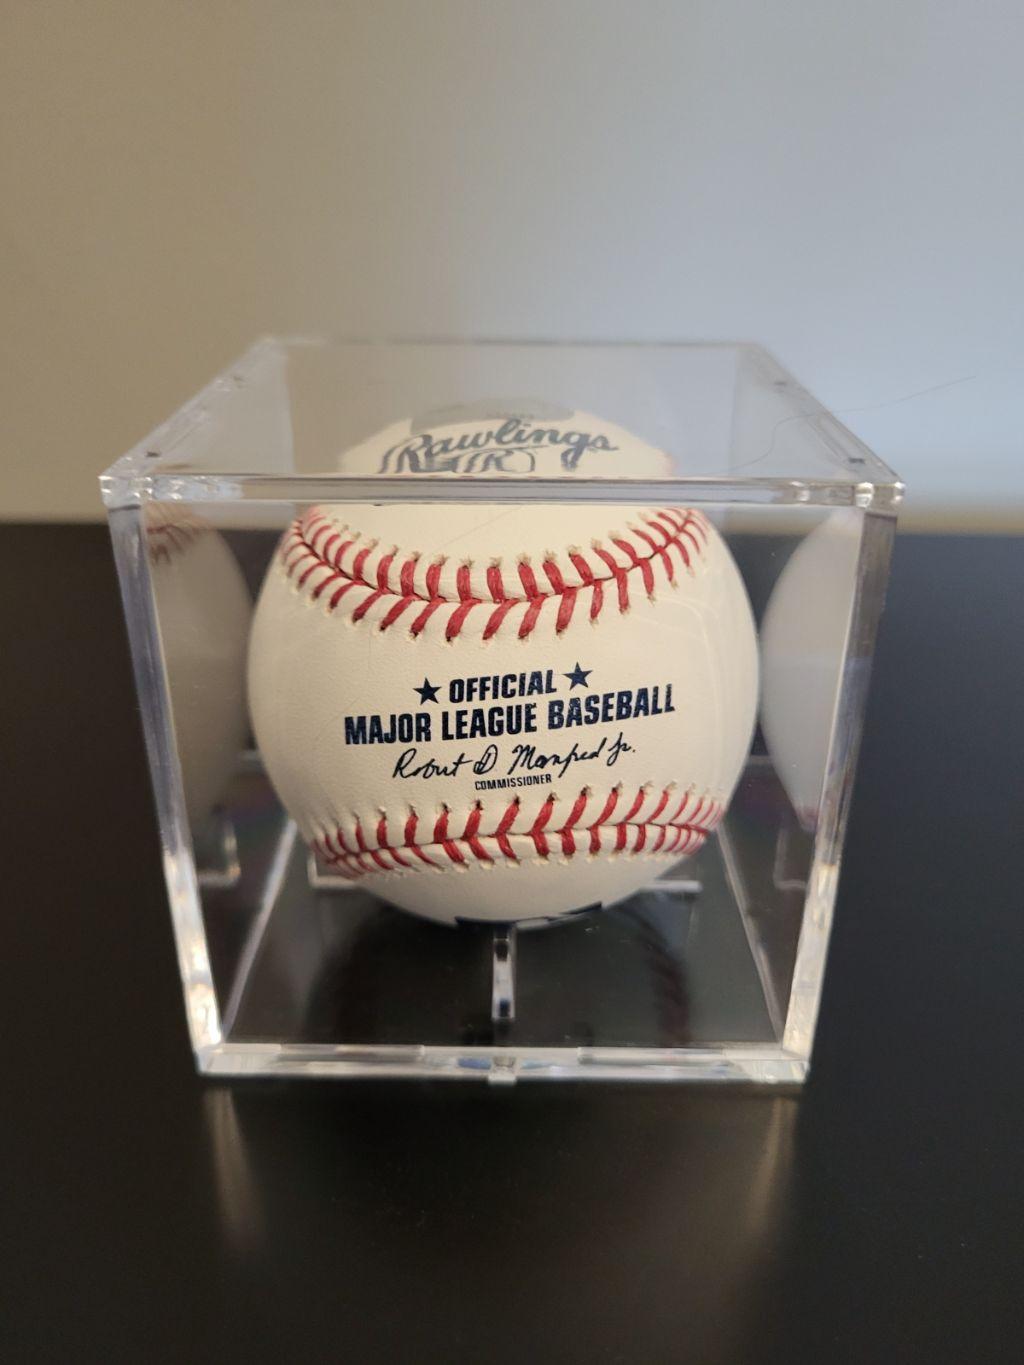 Rawlings
★ OFFICIAL ★
MAJOR LEAGUE BASEBALL
Robert D Manfred Jr.
COMMISSIONER